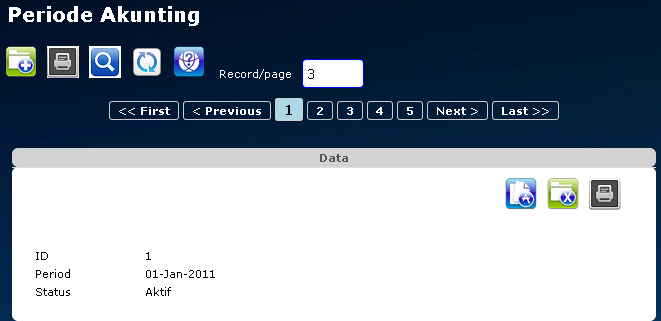 Periode Akunting
Record/page 3
<< First < Previous 1 2 3 4 5 Next > Last >>
Data
ID 1
Period 01-Jan-2011
Status Aktif